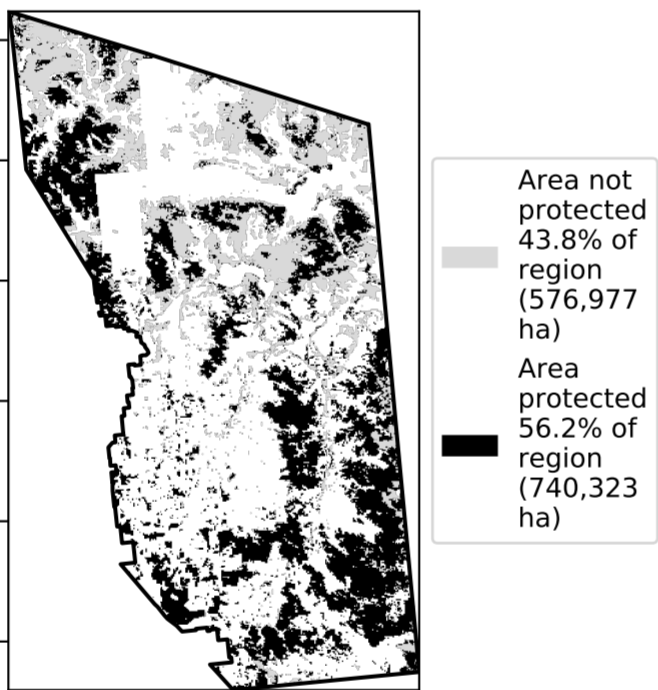 Area not
protected
43.8% of
region
(576,977
ha)
Area
protected
56.2% of
region
(740,323
ha)